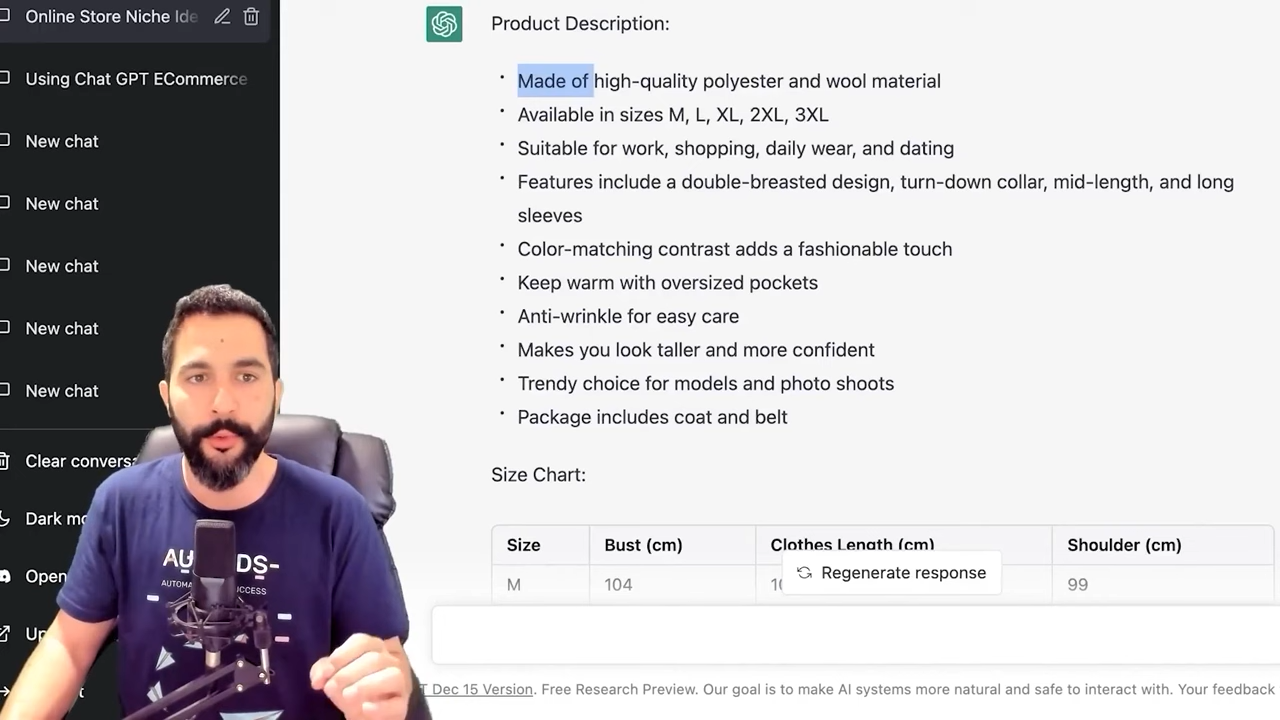 Online Store Niche Ide
Using Chat GPT ECommerce
New chat
New chat
New chat
New chat
New chat
Clear conversa
Dark mo
Open
Up
Product Description:
Made of high-quality polyester and wool material
Available in sizes M, L, XL, 2XL, 3XL
Suitable for work, shopping, daily wear, and dating
Features include a double-breasted design, turn-down collar, mid-length, and long
sleeves
Color-matching contrast adds a fashionable touch
Keep warm with oversized pockets
Anti-wrinkle for easy care
Makes you look taller and more confident
Trendy choice for models and photo shoots
Package includes coat and belt
Size Chart:
Size Bust (cm) Clothes Length (cm) Shoulder (cm)
M 104 10 99
Regenerate response
T Dec 15 Version. Free Research Preview. Our goal is to make AI systems more natural and safe to interact with. Your feedback